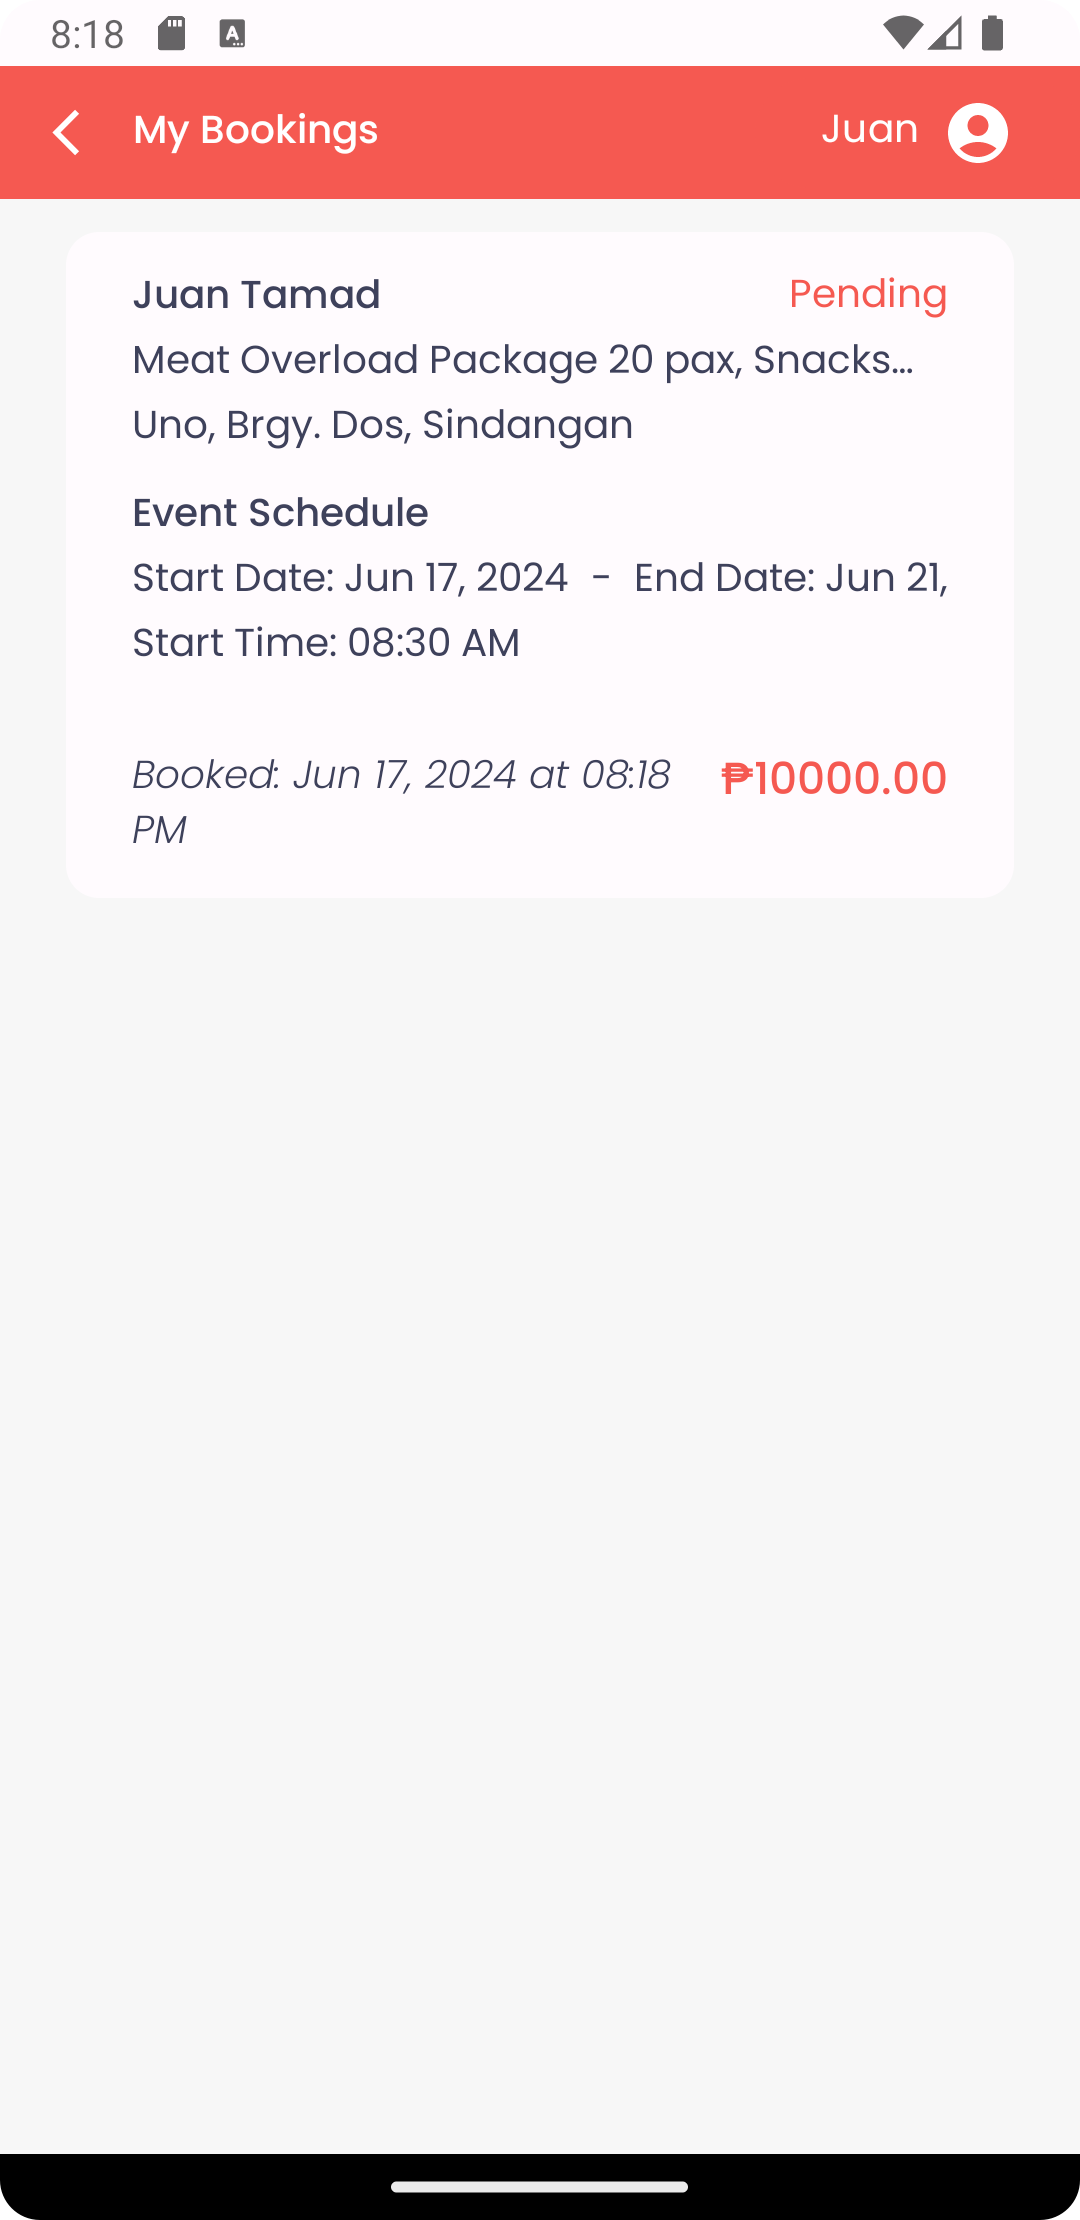 8:18
My Bookings Juan
Juan Tamad Pending
Meat Overload Package 20 pax, Snacks...
Uno, Brgy. Dos, Sindangan
Event Schedule
Start Date: Jun 17, 2024 - End Date: Jun 21,
Start Time: 08:30 AM
Booked: Jun 17, 2024 at 08:18 ₱10000.00
PM